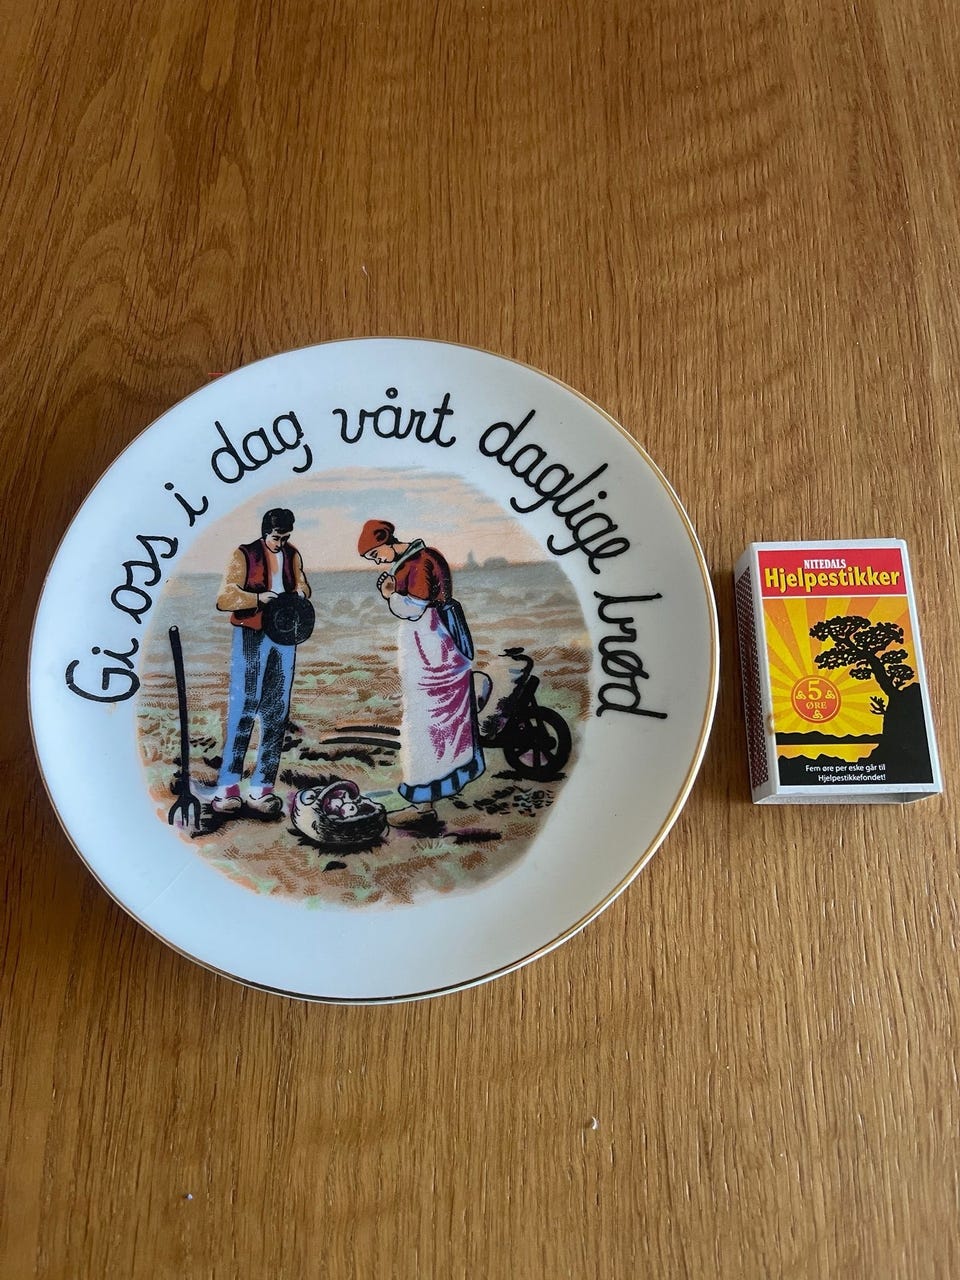 Gi oss i dag vårt daglige brød
NITEDALS
Hjelpestikker
5
ØRE
Fem øre per eske går til
Hjelpestikkefondet!